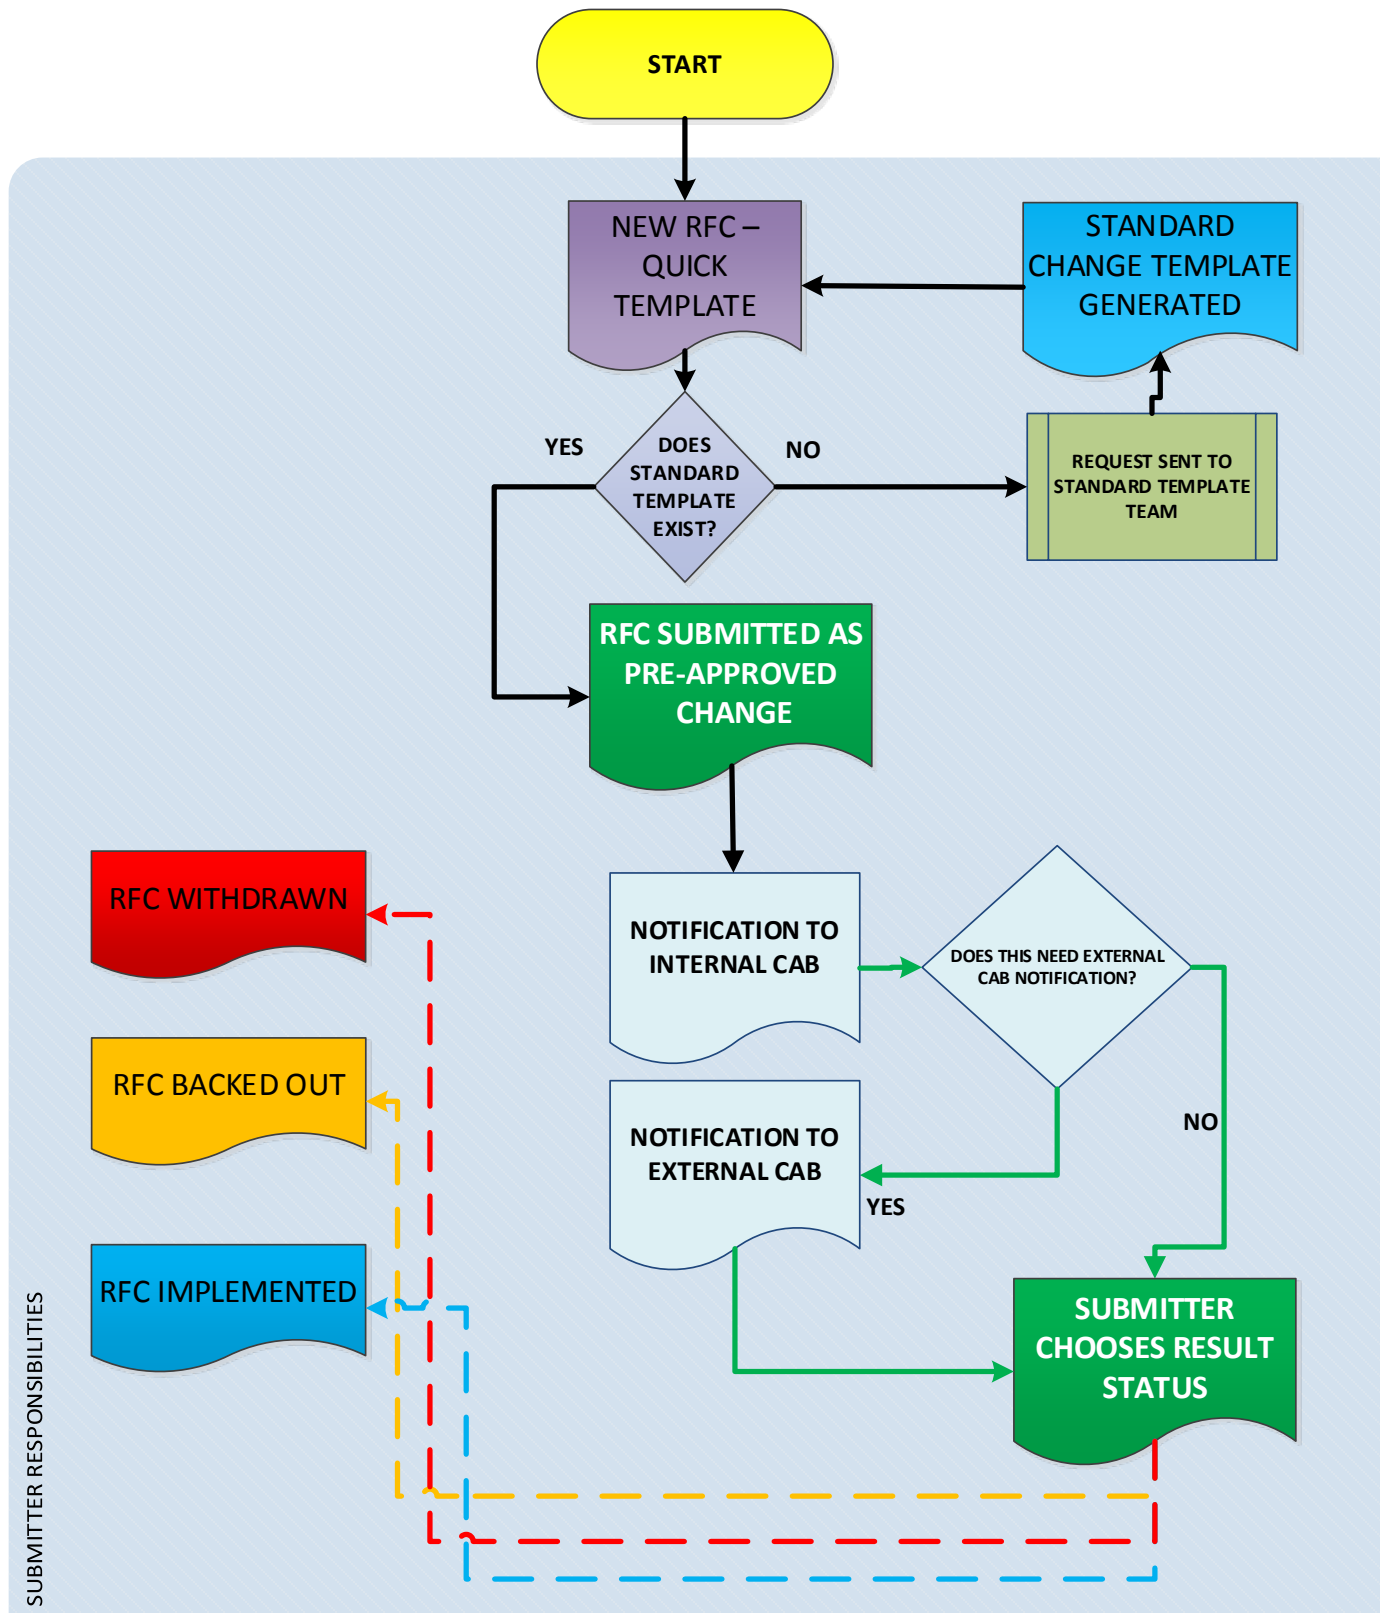 START
NEW RFC –
QUICK
TEMPLATE
STANDARD
CHANGE TEMPLATE
GENERATED
YES
DOES
STANDARD
TEMPLATE
EXIST?
NO
REQUEST SENT TO
STANDARD TEMPLATE
TEAM
RFC SUBMITTED AS
PRE-APPROVED
CHANGE
RFC WITHDRAWN
NOTIFICATION TO
INTERNAL CAB
DOES THIS NEED EXTERNAL
CAB NOTIFICATION?
RFC BACKED OUT
NOTIFICATION TO
EXTERNAL CAB
NO
YES
RFC IMPLEMENTED
SUBMITTER
CHOOSES RESULT
STATUS
SUBMITTER RESPONSIBILITIES